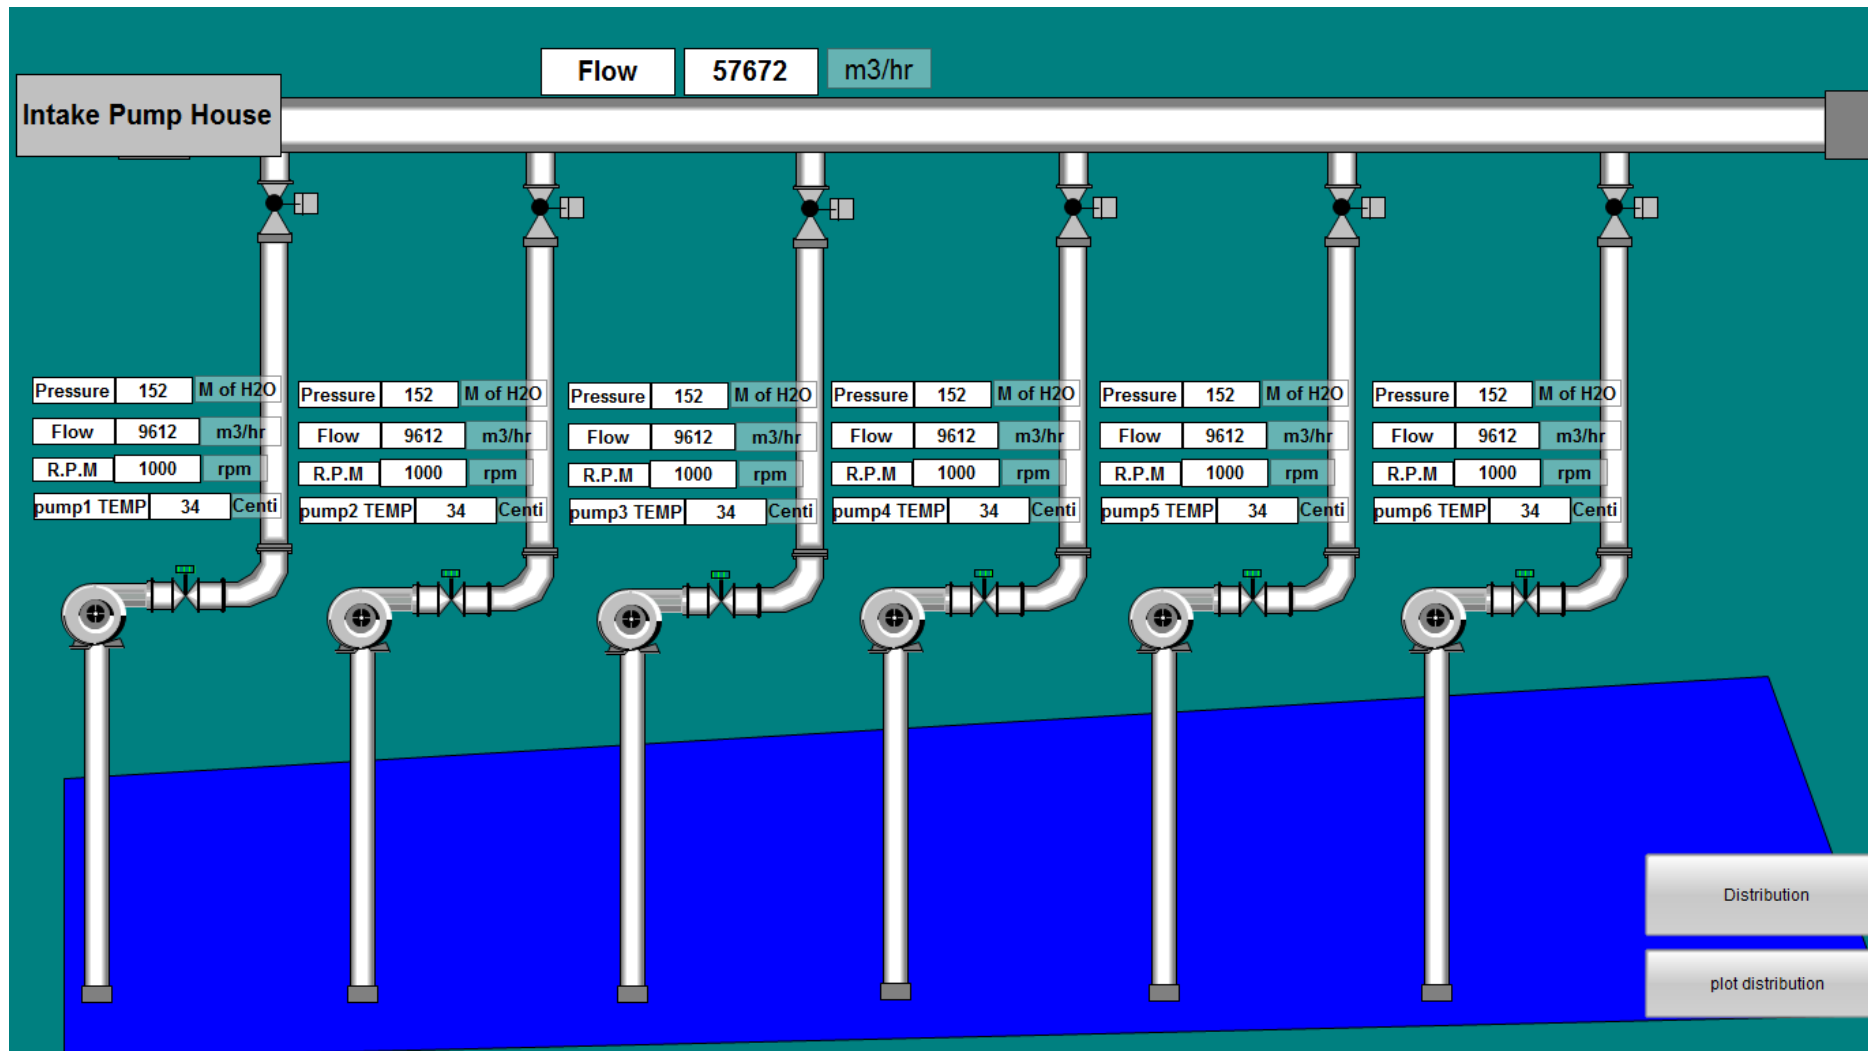 Flow 57672 m3/hr
Intake Pump House
Pressure 152 M of H2O
Flow 9612 m3/hr
R.P.M 1000 rpm
pump1 TEMP 34 Centi
Pressure 152 M of H2O
Flow 9612 m3/hr
R.P.M 1000 rpm
pump2 TEMP 34 Centi
Pressure 152 M of H2O
Flow 9612 m3/hr
R.P.M 1000 rpm
pump3 TEMP 34 Centi
Pressure 152 M of H2O
Flow 9612 m3/hr
R.P.M 1000 rpm
pump4 TEMP 34 Centi
Pressure 152 M of H2O
Flow 9612 m3/hr
R.P.M 1000 rpm
pump5 TEMP 34 Centi
Pressure 152 M of H2O
Flow 9612 m3/hr
R.P.M 1000 rpm
pump6 TEMP 34 Centi
Distribution
plot distribution